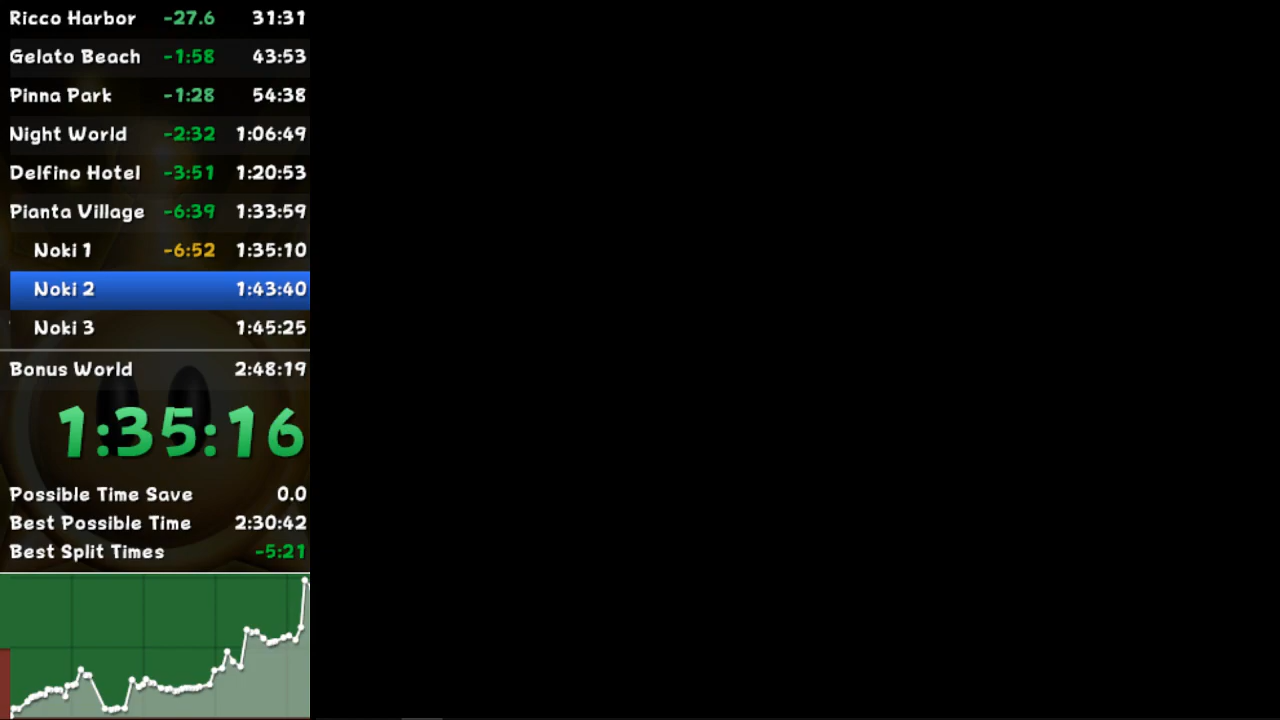 Ricco Harbor -27.6 31:31
Gelato Beach -1:58 43:53
Pinna Park -1:28 54:38
Night World -2:32 1:06:49
Delfino Hotel -3:51 1:20:53
Pianta Village -6:39 1:33:59
Noki 1 -6:52 1:35:10
Noki 2 1:43:40
Noki 3 1:45:25
Bonus World 2:48:19
1:35:16
Possible Time Save 0.0
Best Possible Time 2:30:42
Best Split Times -5:21